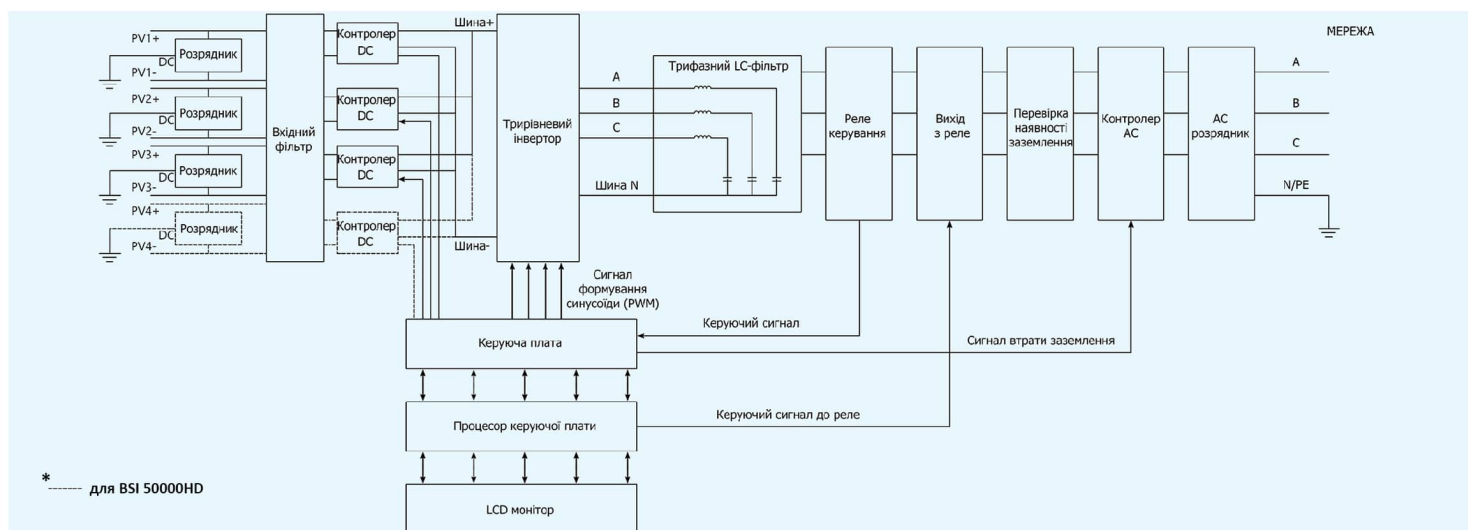 PV1+
DC
Розрядник
PV1-
PV2+
DC
Розрядник
PV2-
PV3+
DC
Розрядник
PV3-
PV4+
DC
Розрядник
PV4-
Вхідний
фільтр
Контролер
DC
Контролер
DC
Контролер
DC
Контролер
DC
Шина+
Шина-
Трирівневий
інвертор
A
B
C
Шина N
Трифазний LC-фільтр
Реле
керування
Вихід
з реле
Перевірка
наявності
заземлення
Контролер
AC
AC
розрядник
МЕРЕЖА
A
B
C
N/PE
Сигнал
формування
синусоїди (PWM)
Керуюча плата
Керуючий сигнал
Сигнал втрати заземлення
Процесор керуючої плати
Керуючий сигнал до реле
LCD монітор
* ------ для BSI 50000HD